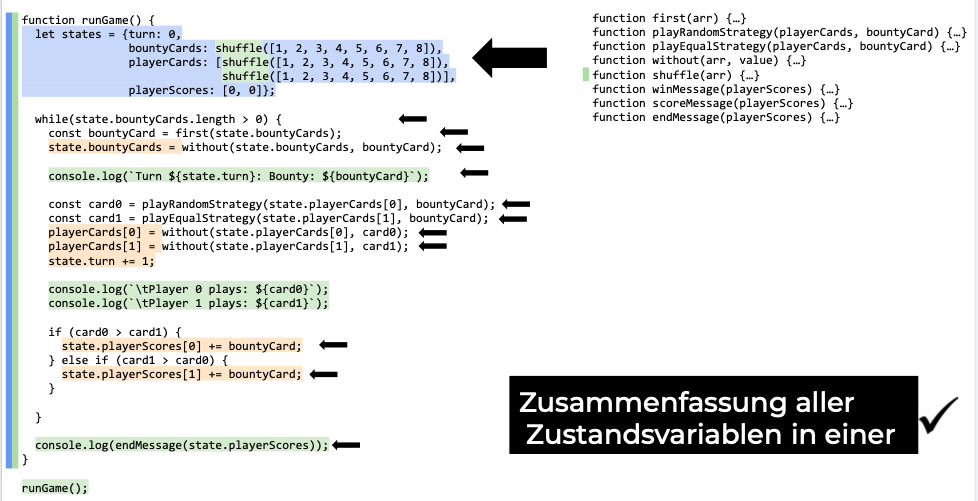 function runGame() {
let states = {turn: 0,
bountyCards: shuffle([1, 2, 3, 4, 5, 6, 7, 8]),
playerCards: [shuffle([1, 2, 3, 4, 5, 6, 7, 8]),
shuffle([1, 2, 3, 4, 5, 6, 7, 8])],
playerScores: [0, 0]};
while(state.bountyCards.length > 0) {
const bountyCard = first(state.bountyCards);
state.bountyCards = without(state.bountyCards, bountyCard);
console.log(`Turn ${state.turn}: Bounty: ${bountyCard}`);
const card0 = playRandomStrategy(state.playerCards[0], bountyCard);
const card1 = playEqualStrategy(state.playerCards[1], bountyCard);
playerCards[0] = without(state.playerCards[0], card0);
playerCards[1] = without(state.playerCards[1], card1);
state.turn += 1;
console.log(`\tPlayer 0 plays: ${card0}`);
console.log(`\tPlayer 1 plays: ${card1}`);
if (card0 > card1) {
state.playerScores[0] += bountyCard;
} else if (card1 > card0) {
state.playerScores[1] += bountyCard;
}
}
console.log(endMessage(state.playerScores));
}
runGame();
function first(arr) {…}
function playRandomStrategy(playerCards, bountyCard) {…}
function playEqualStrategy(playerCards, bountyCard) {…}
function without(arr, value) {…}
function shuffle(arr) {…}
function winMessage(playerScores) {…}
function scoreMessage(playerScores) {…}
function endMessage(playerScores) {…}
Zusammenfassung aller
Zustandsvariablen in einer